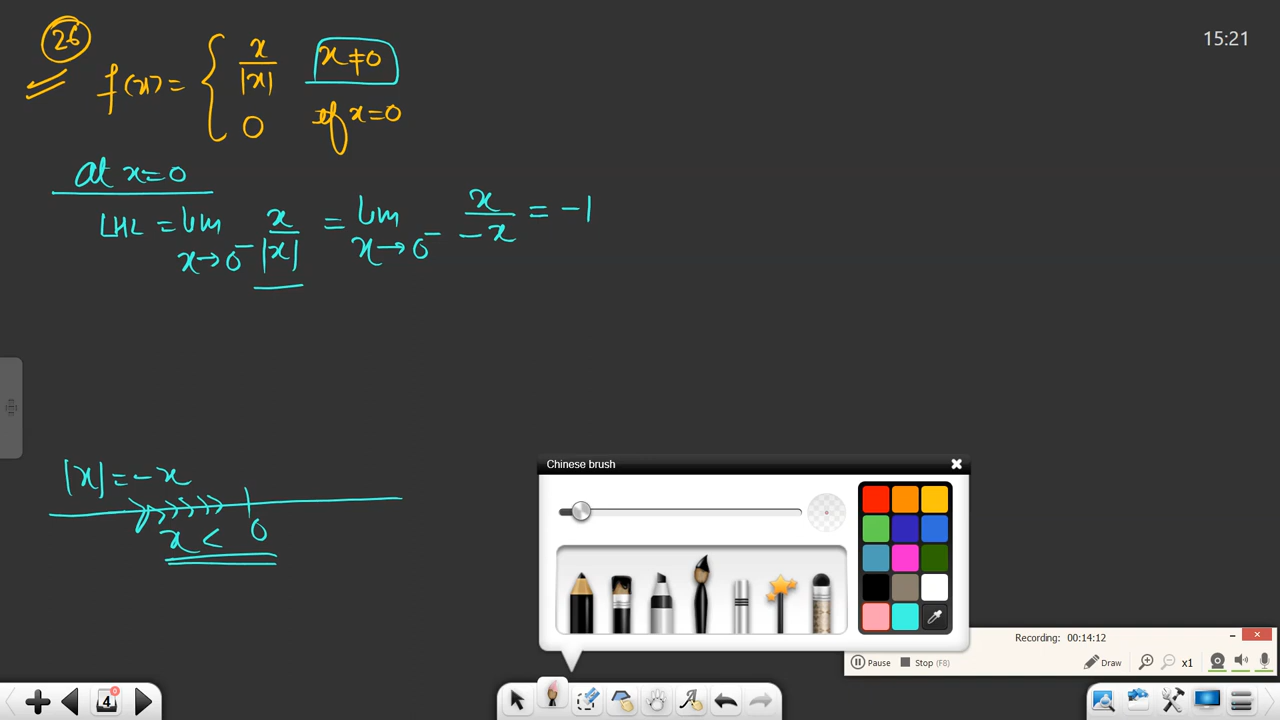 15:21
26
f(x) = { x/|x| x≠0
0 if x=0
at x=0
LHL = lim x→0⁻ x/|x| = lim x→0⁻ x/-x = -1
|x| = -x
0
x <
Chinese brush
Recording: 00:14:12
Pause Stop (F8) Draw x1
4 0